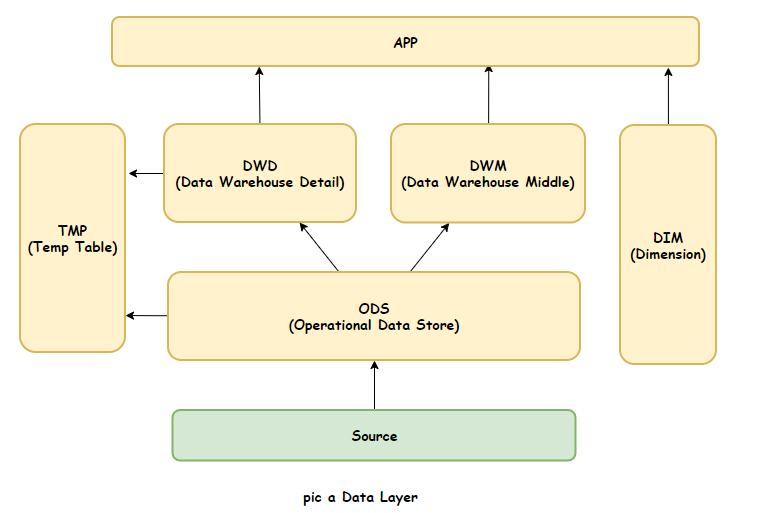 APP
DWD
(Data Warehouse Detail)
DWM
(Data Warehouse Middle)
TMP
(Temp Table)
DIM
(Dimension)
ODS
(Operational Data Store)
Source
pic a Data Layer